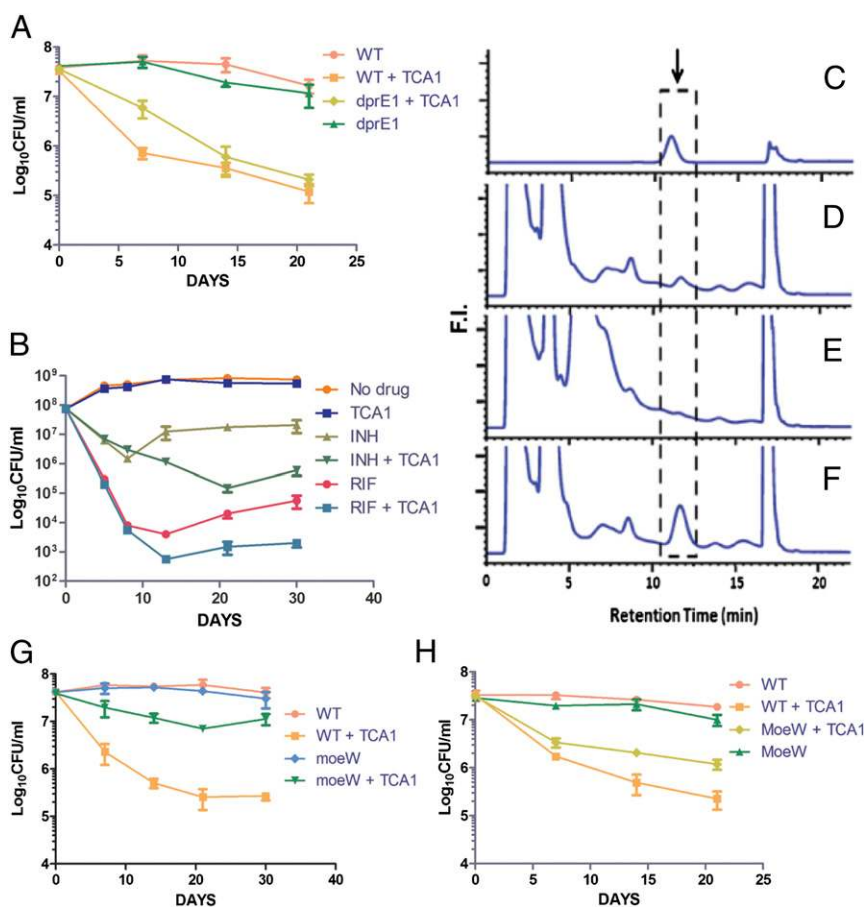 A
Log10CFU/ml
8
7
6
5
4
0 5 10 15 20 25
DAYS
WT
WT + TCA1
dprE1 + TCA1
dprE1
B
Log10CFU/ml
10⁹
10⁸
10⁷
10⁶
10⁵
10⁴
10³
10²
0 10 20 30 40
DAYS
No drug
TCA1
INH
INH + TCA1
RIF
RIF + TCA1
C
D
E
F
F.I.
0 5 10 15 20
Retention Time (min)
G
Log10CFU/ml
8
7
6
5
4
0 10 20 30 40
DAYS
WT
WT + TCA1
moeW
moeW + TCA1
H
Log10CFU/ml
8
7
6
5
4
0 5 10 15 20 25
DAYS
WT
WT + TCA1
MoeW + TCA1
MoeW